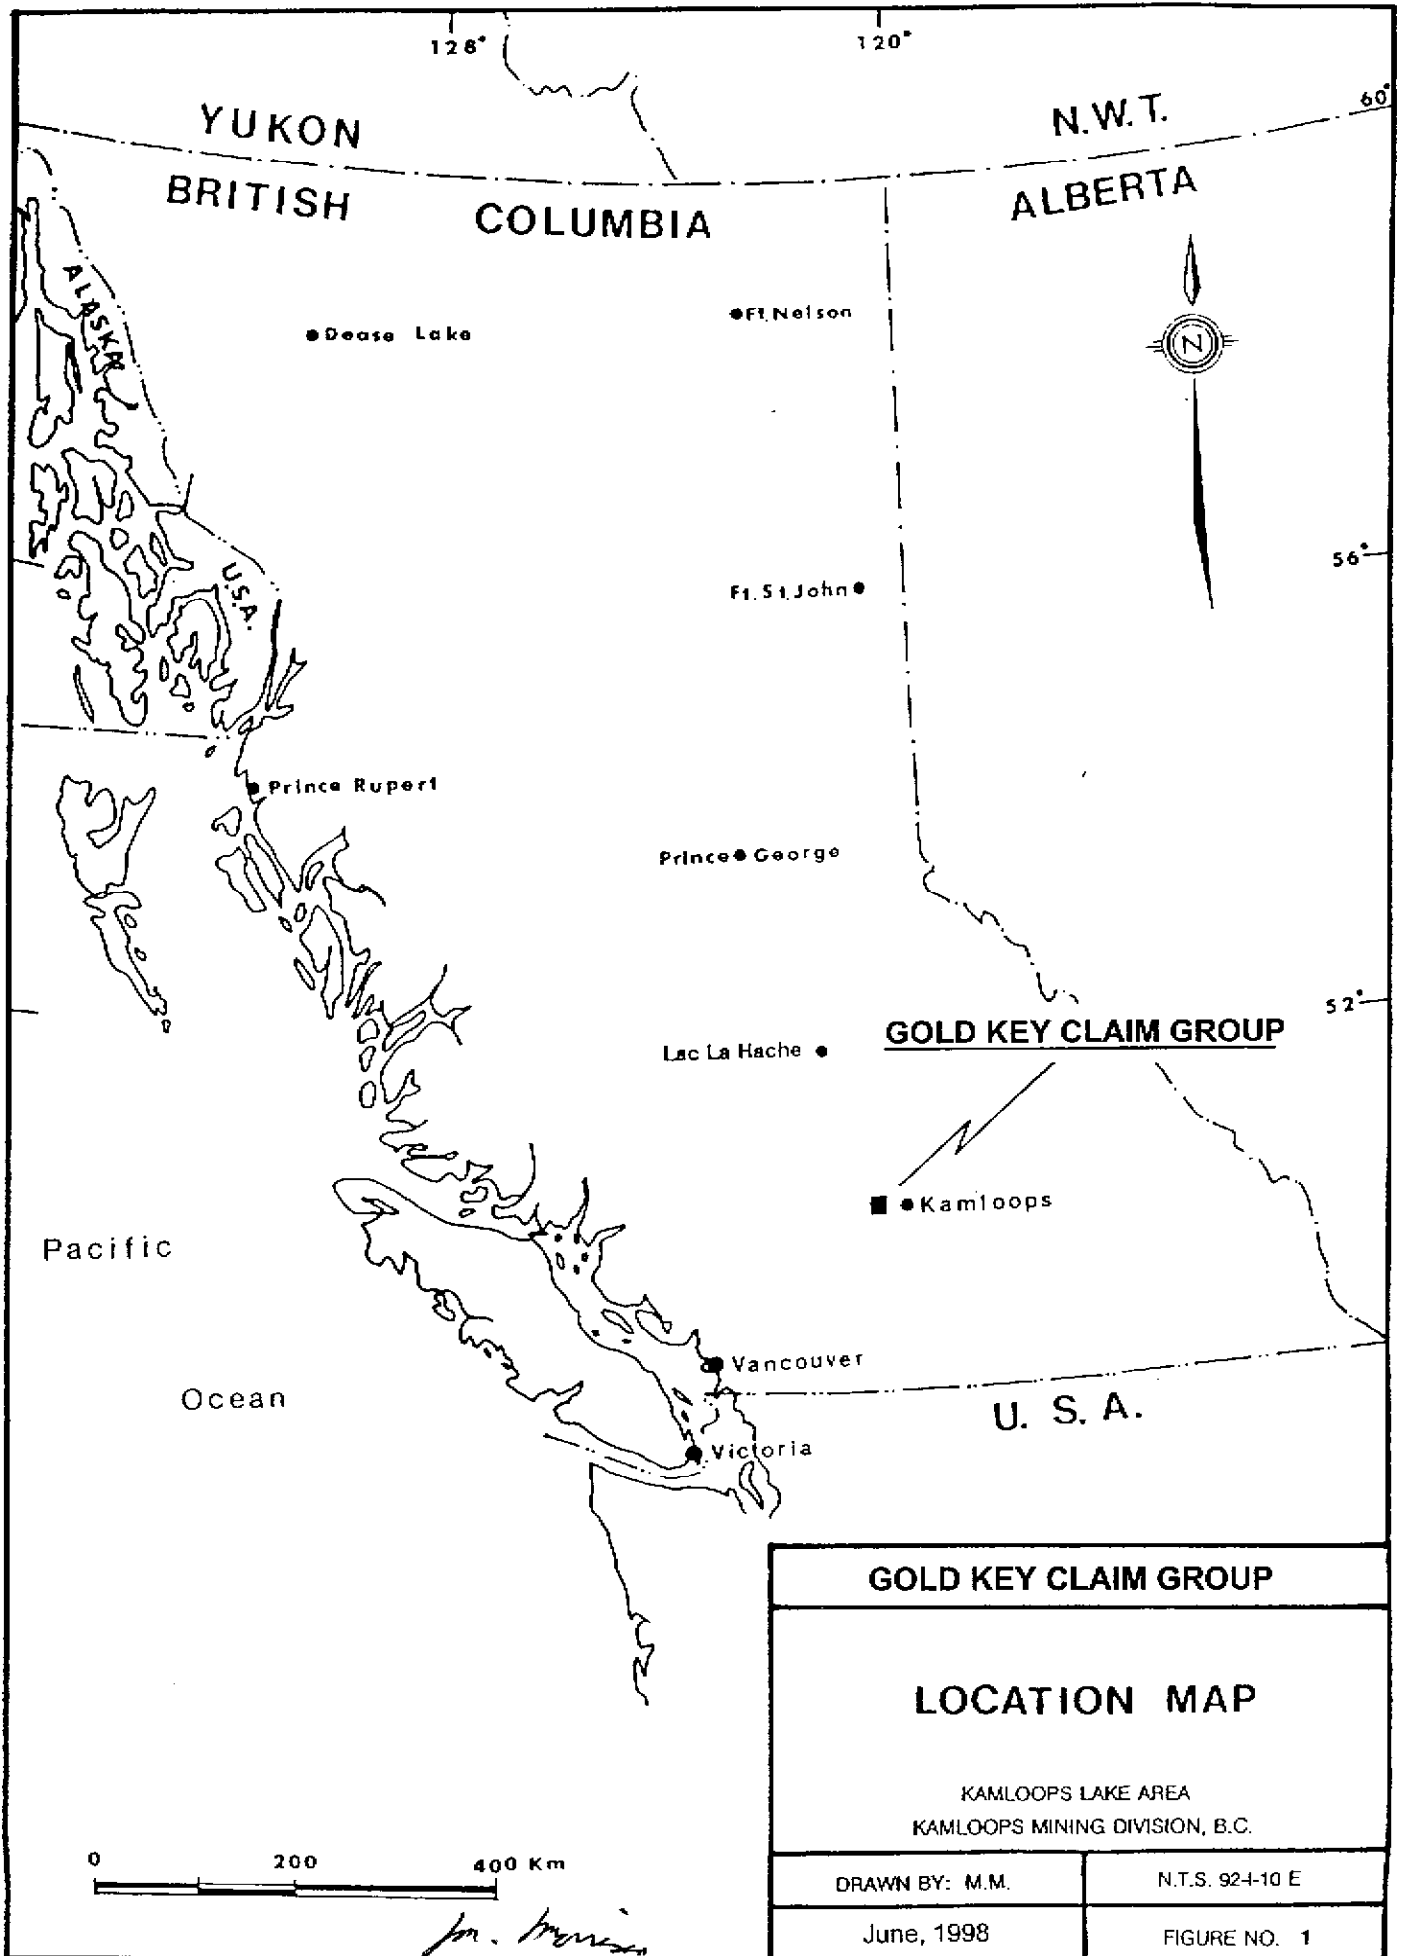 128° 120°
60°
YUKON N.W.T.
BRITISH COLUMBIA ALBERTA
ALASKA
Dease Lake
Ft. Nelson
N
56°
U.S.A.
Ft. St. John
Prince Rupert
Prince George
52°
GOLD KEY CLAIM GROUP
Lac La Hache
Kamloops
Pacific
Ocean
Vancouver
U. S. A.
Victoria
GOLD KEY CLAIM GROUP
LOCATION MAP
KAMLOOPS LAKE AREA
KAMLOOPS MINING DIVISION, B.C.
0 200 400 Km
DRAWN BY: M.M. N.T.S. 92-I-10 E
June, 1998 FIGURE NO. 1